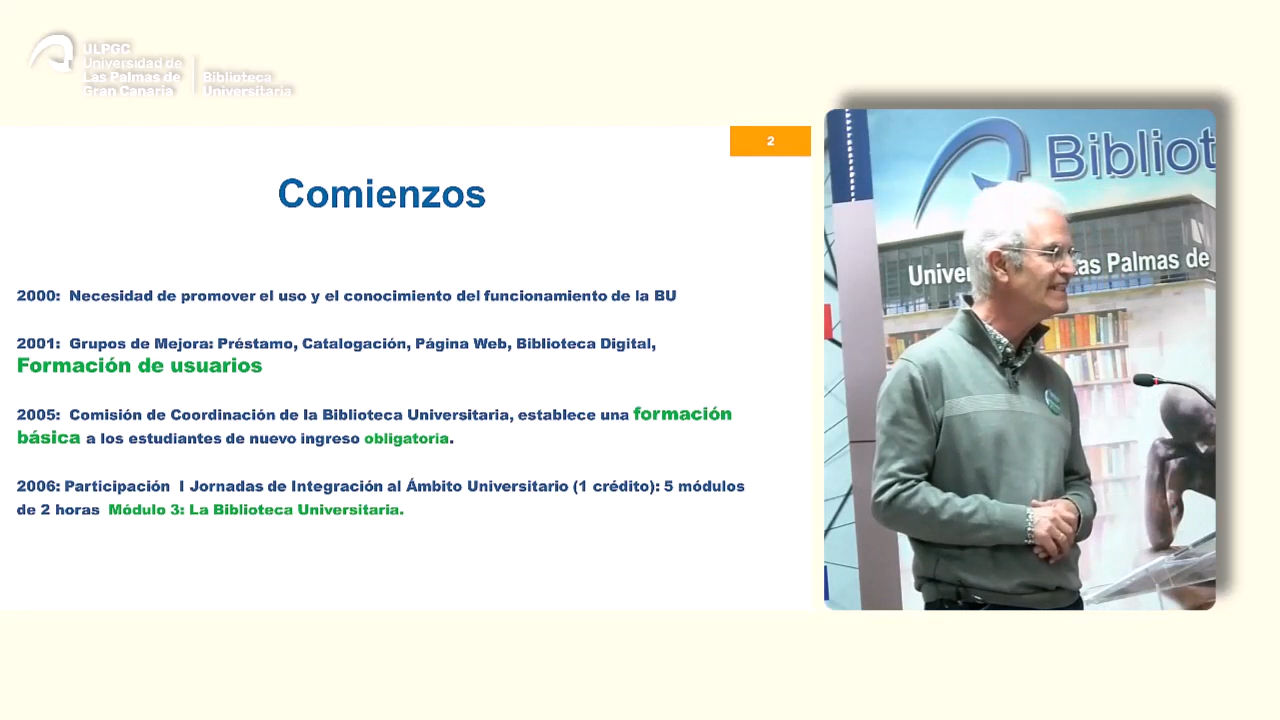 ULPGC
Universidad de
Las Palmas de
Gran Canaria
Biblioteca
Universitaria
2
Comienzos
2000: Necesidad de promover el uso y el conocimiento del funcionamiento de la BU
2001: Grupos de Mejora: Préstamo, Catalogación, Página Web, Biblioteca Digital,
Formación de usuarios
2005: Comisión de Coordinación de la Biblioteca Universitaria, establece una formación
básica a los estudiantes de nuevo ingreso obligatoria.
2006: Participación I Jornadas de Integración al Ámbito Universitario (1 crédito): 5 módulos
de 2 horas Módulo 3: La Biblioteca Universitaria.
Bibliot
Univer as Palmas de